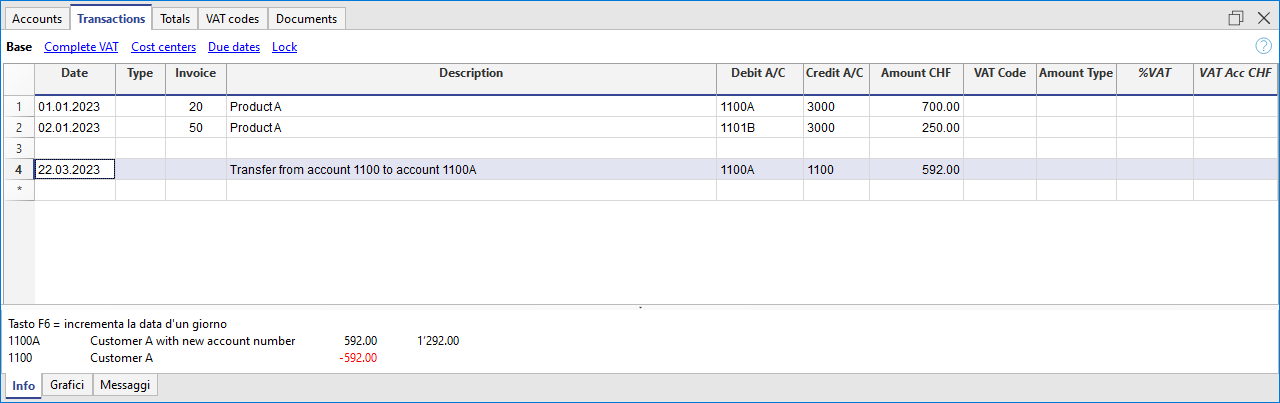 Accounts Transactions Totals VAT codes Documents
Base Complete VAT Cost centers Due dates Lock ?
Date Type Invoice Description Debit A/C Credit A/C Amount CHF VAT Code Amount Type %VAT VAT Acc CHF
1 01.01.2023 20 Product A 1100A 3000 700.00
2 02.01.2023 50 Product A 1101B 3000 250.00
3
4 22.03.2023 Transfer from account 1100 to account 1100A 1100A 1100 592.00
*
Tasto F6 = incrementa la data d'un giorno
1100A Customer A with new account number 592.00 1'292.00
1100 Customer A -592.00
Info Grafici Messaggi